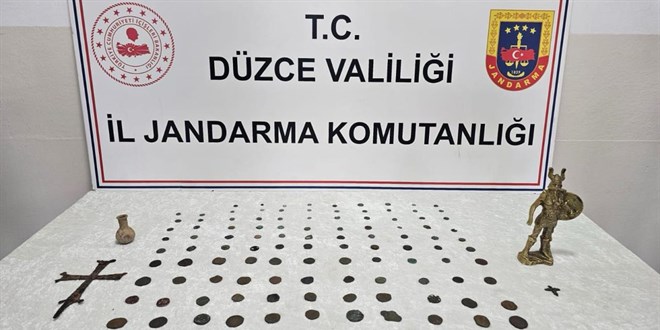 T.C.
DÜZCE VALİLİĞİ
İL JANDARMA KOMUTANLIĞI
JANDARMA